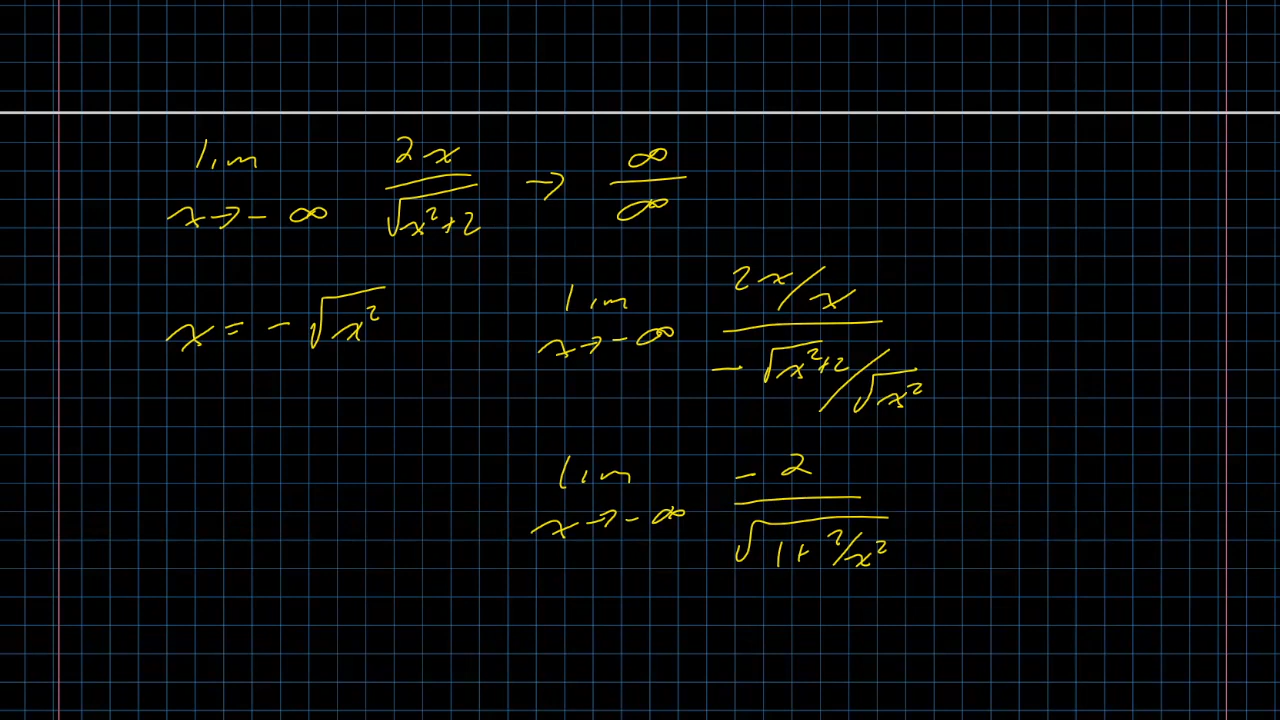 lim x→-∞ 2x/√(x²+2) → ∞/∞
x = -√x²
lim x→-∞ (2x/x)/(-√(x²+2)/√x²)
lim x→-∞ -2/√(1+2/x²)